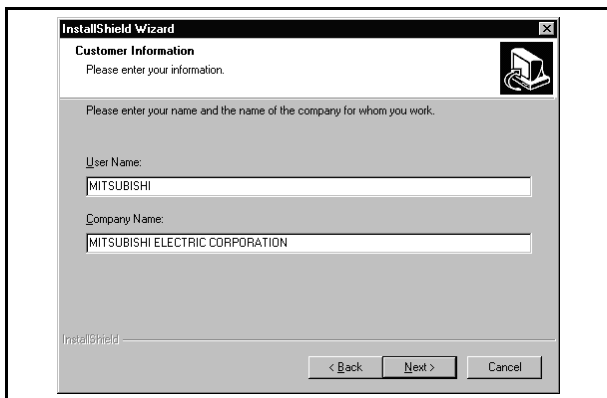 InstallShield Wizard
Customer Information
Please enter your information.
Please enter your name and the name of the company for whom you work.
User Name:
MITSUBISHI
Company Name:
MITSUBISHI ELECTRIC CORPORATION
InstallShield
< Back Next > Cancel